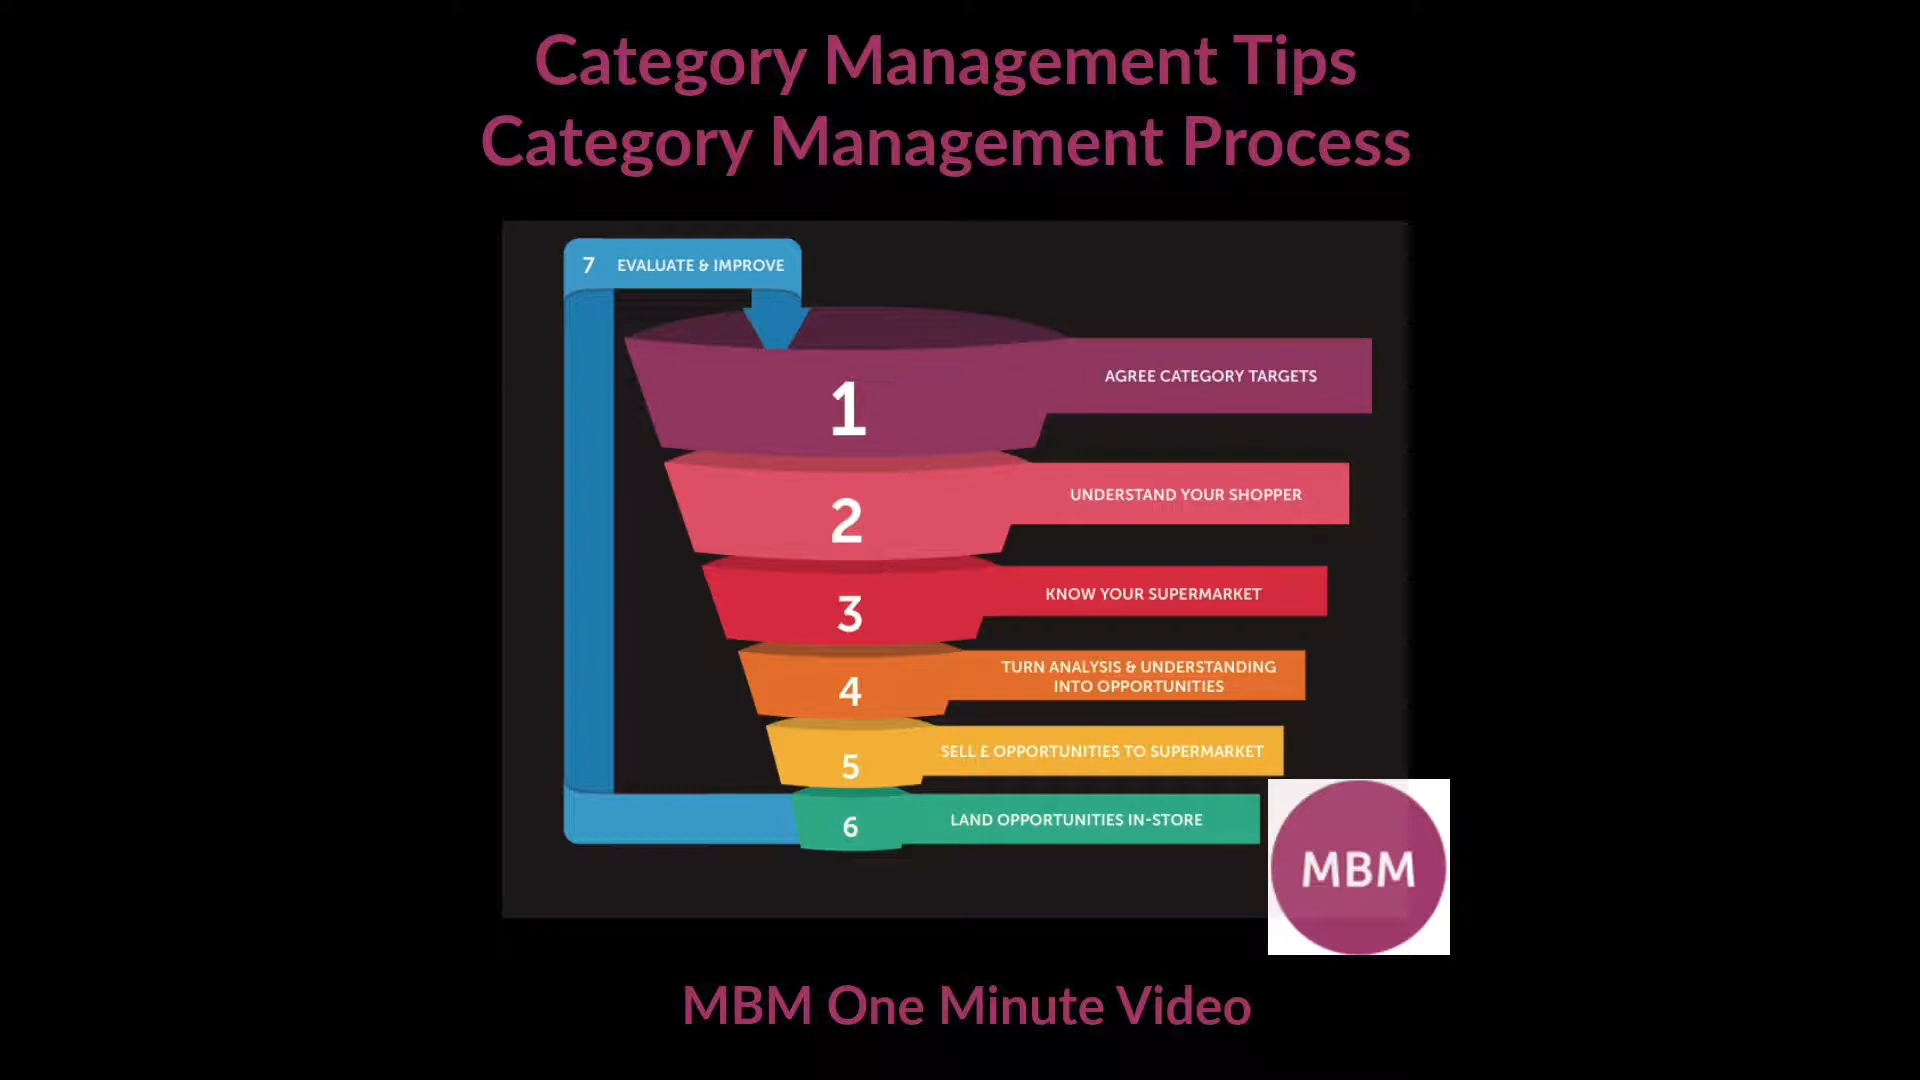 Category Management Tips
Category Management Process
7 EVALUATE & IMPROVE
1 AGREE CATEGORY TARGETS
2 UNDERSTAND YOUR SHOPPER
3 KNOW YOUR SUPERMARKET
4 TURN ANALYSIS & UNDERSTANDING
INTO OPPORTUNITIES
5 SELL £ OPPORTUNITIES TO SUPERMARKET
6 LAND OPPORTUNITIES IN-STORE
MBM
MBM One Minute Video